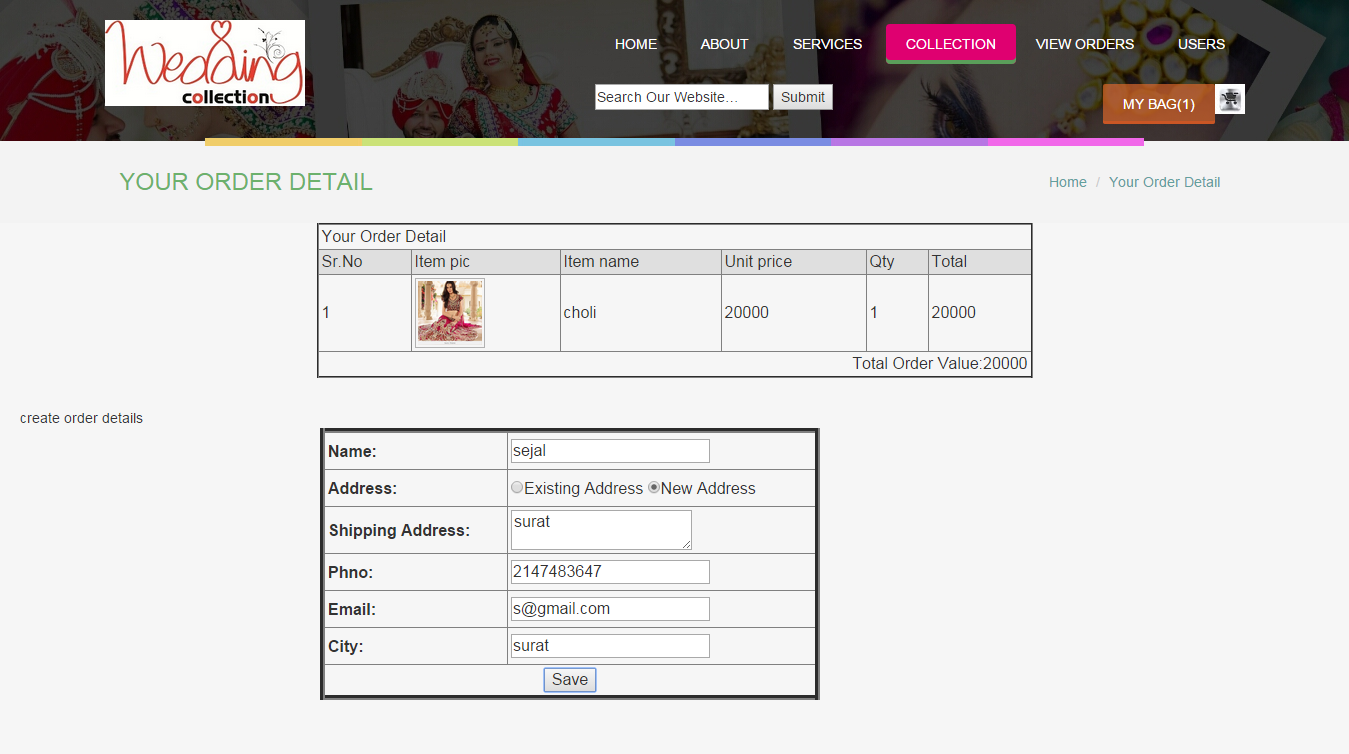 Wedding
collection
HOME ABOUT SERVICES COLLECTION VIEW ORDERS USERS
Search Our Website... Submit
MY BAG(1)
YOUR ORDER DETAIL
Home / Your Order Detail
Your Order Detail
Sr.No Item pic Item name Unit price Qty Total
1 choli 20000 1 20000
Total Order Value:20000
create order details
Name: sejal
Address: Existing Address New Address
Shipping Address: surat
Phno: 2147483647
Email: s@gmail.com
City: surat
Save